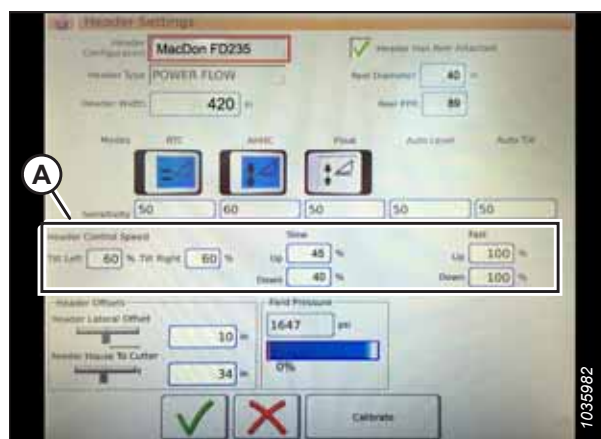 Header Settings
Header Configuration MacDon FD235 Header Has Reel Attached
Header Type POWER FLOW Reel Diameter 40 in
Header Width 420 in Reel PPR 89
Modes RTC AHHC Float Auto Level Auto Tilt
A
Sensitivity 50 60 50 50 50
Header Control Speed Slow Fast
Tilt Left 60 % Tilt Right 60 % Up 45 % Up 100 %
Down 40 % Down 100 %
Header Offsets Field Pressure
Header Lateral Offset 1647 psi
10 in
Feeder House To Cutter 0%
34 in
Calibrate
1035982